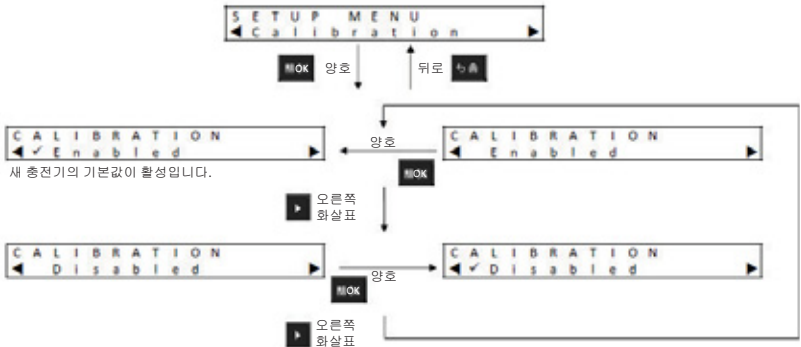 SETUP MENU
◀Calibration▶
OK 양호
뒤로
CALIBRATION
◀✓Enabled▶
새 충전기의 기본값이 활성입니다.
양호
OK
CALIBRATION
◀ Enabled▶
오른쪽
화살표
CALIBRATION
◀ Disabled▶
양호
OK
CALIBRATION
◀✓Disabled▶
오른쪽
화살표